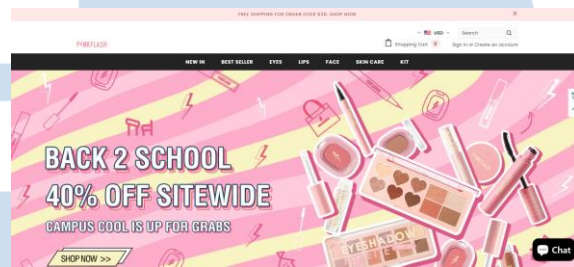 FREE SHIPPING FOR ORDER OVER $35. SHOP NOW
USD
Search
PINKFLASH
Shopping Cart 0
Sign In or Create an account
NEW IN BEST SELLER EYES LIPS FACE SKIN CARE KIT
BACK 2 SCHOOL
40% OFF SITEWIDE
CAMPUS COOL IS UP FOR GRABS
SHOP NOW >>
EYESHADOW
Chat